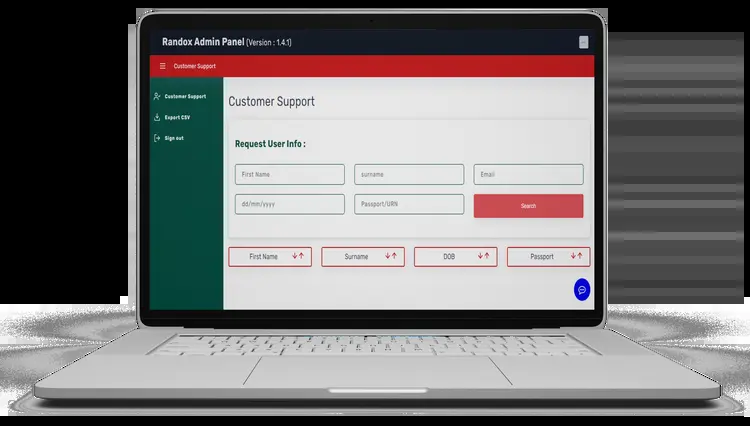 Randox Admin Panel (Version : 1.4.1)
Customer Support
Customer Support
Export CSV
Sign out
Customer Support
Request User Info :
First Name
surname
Email
dd/mm/yyyy
Passport/URN
Search
First Name
Surname
DOB
Passport